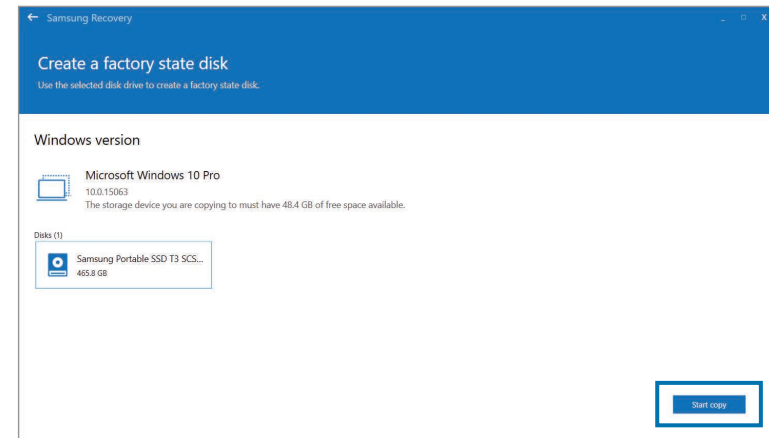 ← Samsung Recovery
Create a factory state disk
Use the selected disk drive to create a factory state disk.
Windows version
Microsoft Windows 10 Pro
10.0.15063
The storage device you are copying to must have 48.4 GB of free space available.
Disks (1)
Samsung Portable SSD T3 SCS...
465.8 GB
Start copy